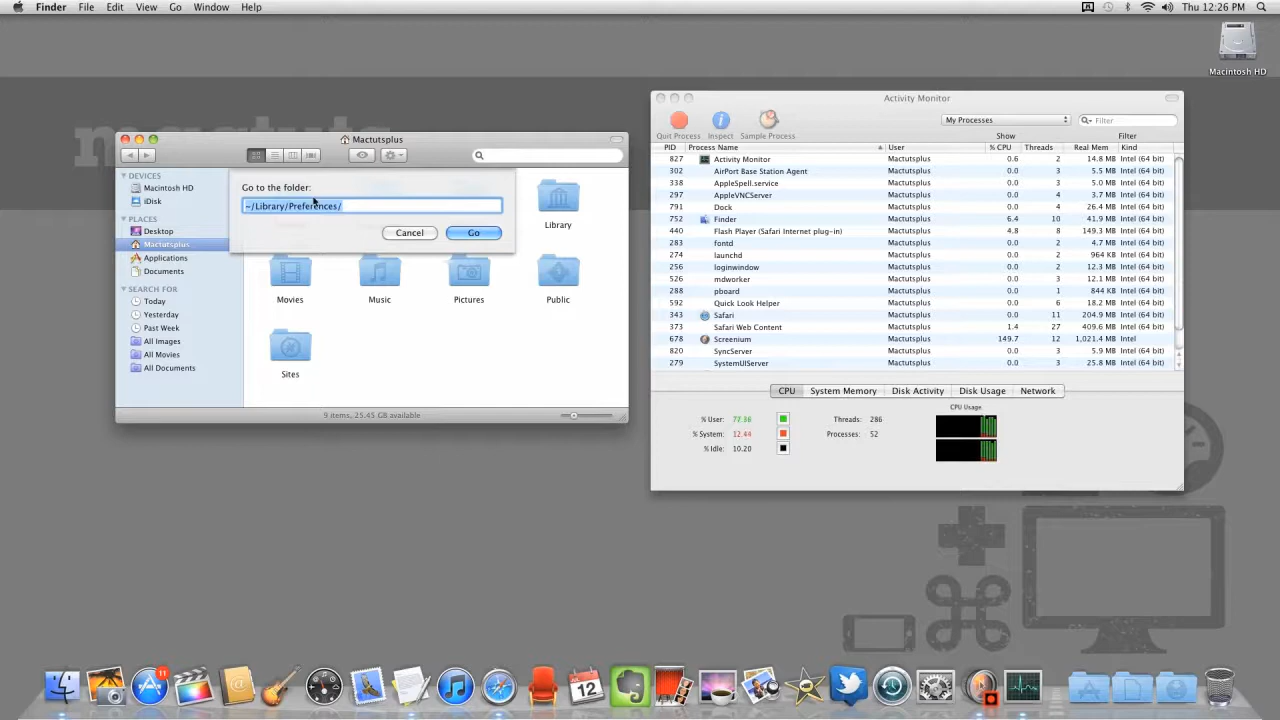 Finder File Edit View Go Window Help
Thu 12:26 PM
Macintosh HD
Mactutsplus
DEVICES
Macintosh HD
iDisk
PLACES
Desktop
Mactutsplus
Applications
Documents
SEARCH FOR
Today
Yesterday
Past Week
All Images
All Movies
All Documents
Go to the folder:
~/Library/Preferences/
Cancel Go
Library
Movies Music Pictures Public
Sites
9 items, 25.45 GB available
Activity Monitor
My Processes
Filter
Quit Process Inspect Sample Process Show Filter
PID Process Name User % CPU Threads Real Mem Kind
827 Activity Monitor Mactutsplus 0.6 2 14.8 MB Intel (64 bit)
302 AirPort Base Station Agent Mactutsplus 0.0 3 5.5 MB Intel (64 bit)
338 AppleSpell.service Mactutsplus 0.0 3 5.0 MB Intel (64 bit)
297 AppleVNCServer Mactutsplus 0.0 4 3.7 MB Intel (64 bit)
791 Dock Mactutsplus 0.0 4 26.4 MB Intel (64 bit)
752 Finder Mactutsplus 6.4 10 41.9 MB Intel (64 bit)
440 Flash Player (Safari Internet plug-in) Mactutsplus 4.8 8 149.3 MB Intel (64 bit)
283 fontd Mactutsplus 0.0 3 4.7 MB Intel (64 bit)
274 launchd Mactutsplus 0.0 2 964 KB Intel (64 bit)
256 loginwindow Mactutsplus 0.0 2 12.3 MB Intel (64 bit)
526 mdworker Mactutsplus 0.0 3 12.1 MB Intel (64 bit)
288 pboard Mactutsplus 0.0 1 844 KB Intel (64 bit)
592 Quick Look Helper Mactutsplus 0.0 6 18.2 MB Intel (64 bit)
343 Safari Mactutsplus 0.0 11 204.9 MB Intel (64 bit)
373 Safari Web Content Mactutsplus 1.4 27 409.6 MB Intel (64 bit)
678 Screenium Mactutsplus 149.7 12 1,021.4 MB Intel
820 SyncServer Mactutsplus 0.0 3 5.9 MB Intel (64 bit)
279 SystemUIServer Mactutsplus 0.0 3 25.8 MB Intel (64 bit)
CPU System Memory Disk Activity Disk Usage Network
CPU Usage
% User: 77.36 Threads: 286
% System: 12.44 Processes: 52
% Idle: 10.20
11
12